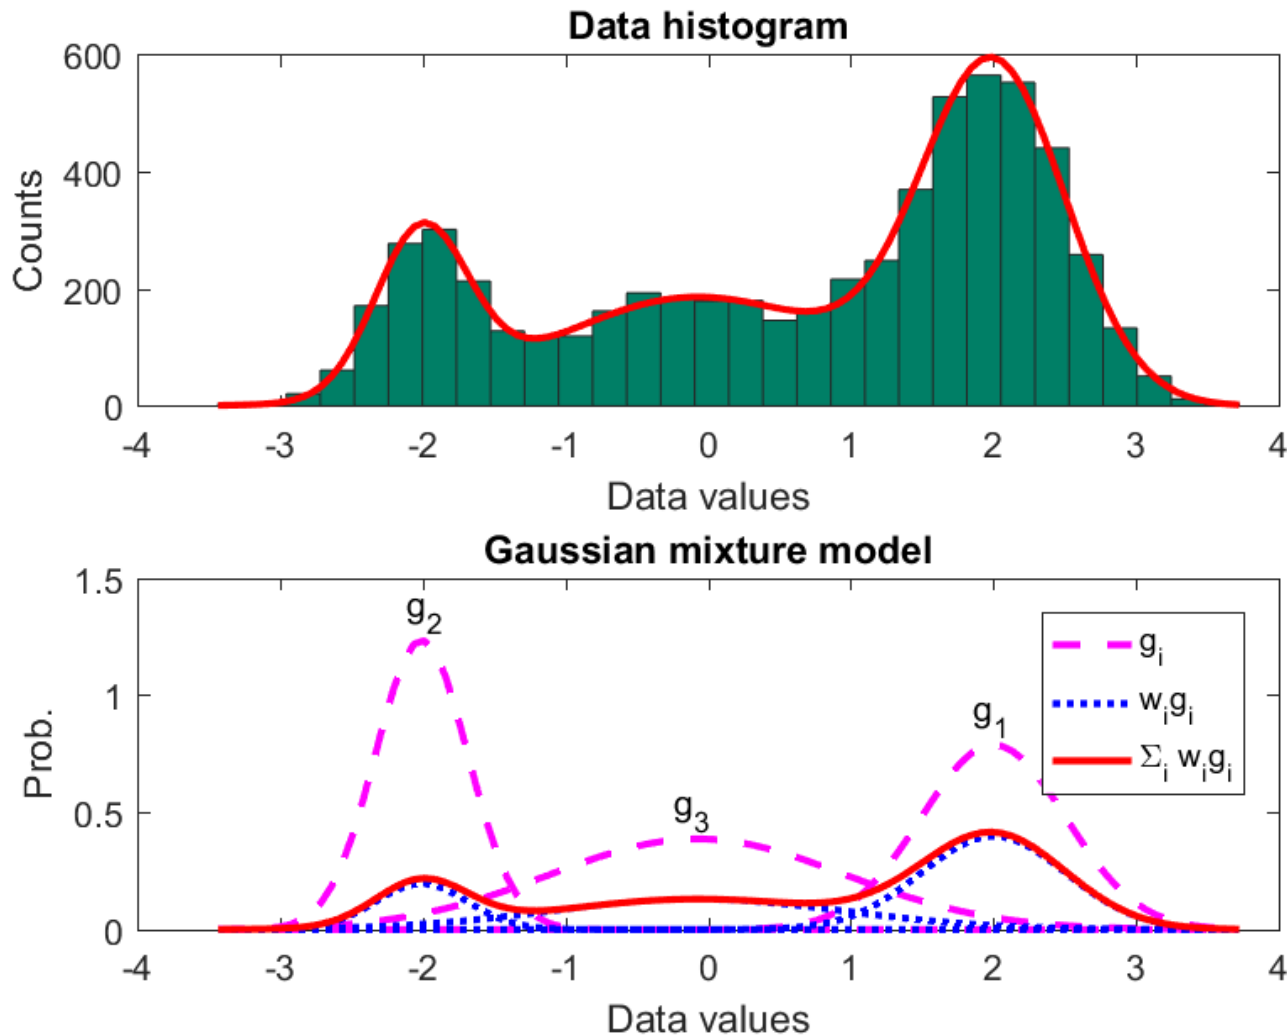 Data histogram
600
400
200
0
Counts
-4 -3 -2 -1 0 1 2 3 4
Data values
Gaussian mixture model
1.5
1
0.5
0
Prob.
g2
g3
g1
gi
wigi
Σi wigi
-4 -3 -2 -1 0 1 2 3 4
Data values